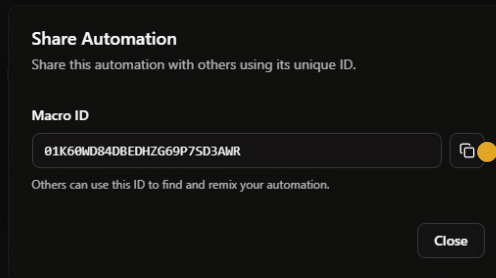 Share Automation
Share this automation with others using its unique ID.
Macro ID
01K60WD84DBEDHZG69P7SD3AWR
Others can use this ID to find and remix your automation.
Close